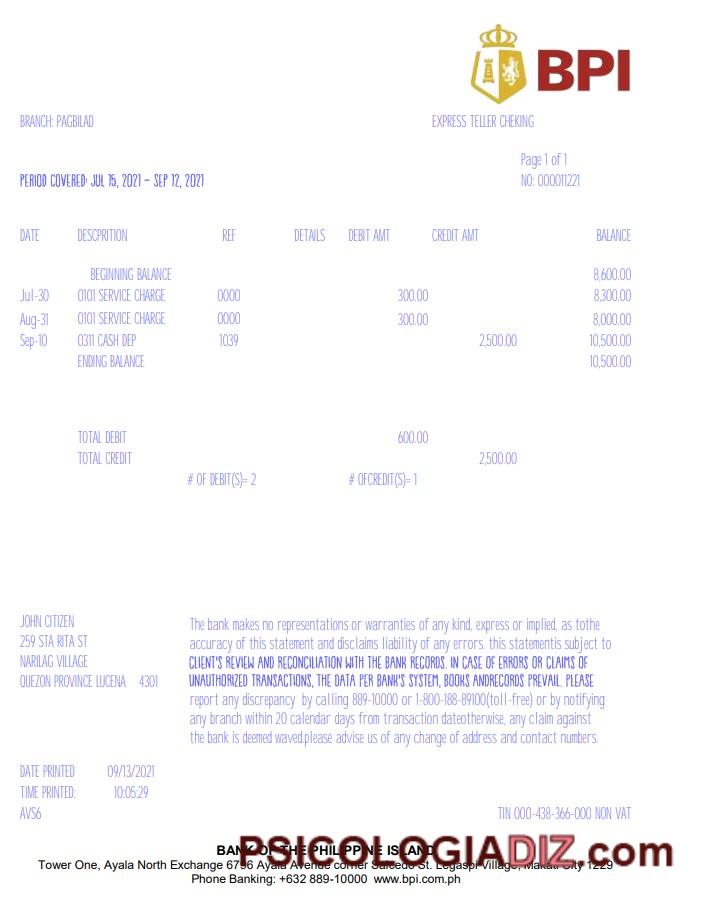 BPI
BRANCH: PAGBILAD EXPRESS TELLER CHEKING
Page 1 of 1
PERIOD COVERED: JUL 15, 2021 – SEP 12, 2021 NO: 000011221
DATE DESCPRITION REF DETAILS DEBIT AMT CREDIT AMT BALANCE
BEGINNING BALANCE 8,600.00
Jul-30 0101 SERVICE CHARGE 0000 300.00 8,300.00
Aug-31 0101 SERVICE CHARGE 0000 300.00 8,000.00
Sep-10 0311 CASH DEP 1039 2,500.00 10,500.00
ENDING BALANCE 10,500.00
TOTAL DEBIT 600.00
TOTAL CREDIT 2,500.00
# OF DEBIT(S)= 2 # OFCREDIT(S)= 1
JOHN CITIZEN
259 STA RITA ST
NARILAG VILLAGE
QUEZON PROVINCE LUCENA 4301
The bank makes no representations or warranties of any kind, express or implied, as tothe
accuracy of this statement and disclaims liability of any errors. this statementis subject to
CLIENT'S REVIEW AND RECONCILIATION WITH THE BANK RECORDS. IN CASE OF ERRORS OR CLAIMS OF
UNAUTHORIZED TRANSACTIONS, THE DATA PER BANK'S SYSTEM, BOOKS ANDRECORDS PREVAIL. PLEASE
report any discrepancy by calling 889-10000 or 1-800-188-89100(toll-free) or by notifying
any branch within 20 calendar days from transaction dateotherwise, any claim against
the bank is deemed waved.please advise us of any change of address and contact numbers.
DATE PRINTED 09/13/2021
TIME PRINTED: 10:05:29
AVS6 TIN 000-438-366-000 NON VAT
BANK OF THE PHILIPPINE ISLAND
PSICOLOGIADIZ.com
Tower One, Ayala North Exchange 6796 Ayala Avenue corner Salcedo St. Legaspi Village, Makati City 1229
Phone Banking: +632 889-10000 www.bpi.com.ph